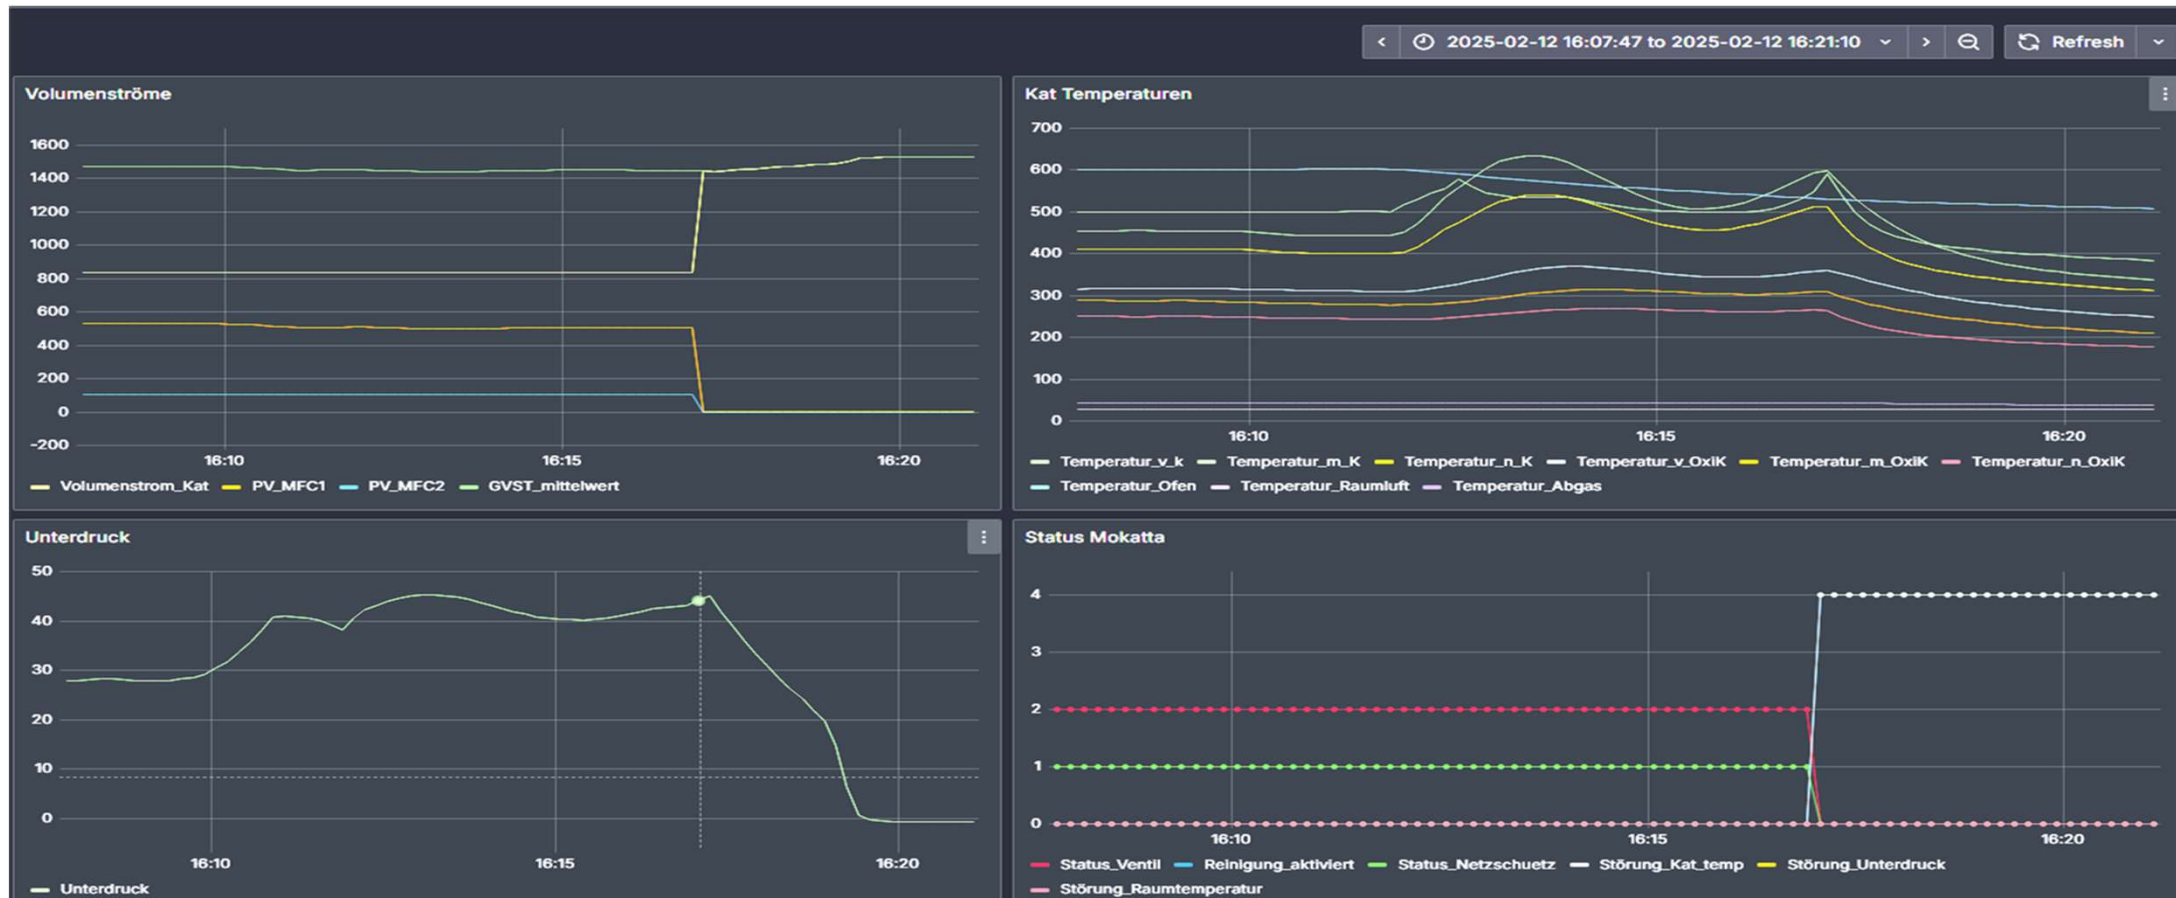 2025-02-12 16:07:47 to 2025-02-12 16:21:10
Refresh
Volumenströme
1600
1400
1200
1000
800
600
400
200
0
-200
16:10 16:15 16:20
Volumenstrom_Kat PV_MFC1 PV_MFC2 GVST_mittelwert
Kat Temperaturen
700
600
500
400
300
200
100
0
16:10 16:15 16:20
Temperatur_v_k Temperatur_m_K Temperatur_n_K Temperatur_v_OxiK Temperatur_m_OxiK Temperatur_n_OxiK
Temperatur_Ofen Temperatur_Raumluft Temperatur_Abgas
Unterdruck
50
40
30
20
10
0
16:10 16:15 16:20
Unterdruck
Status Mokatta
4
3
2
1
0
16:10 16:15 16:20
Status_Ventil Reinigung_aktiviert Status_Netzschuetz Störung_Kat_temp Störung_Unterdruck
Störung_Raumtemperatur